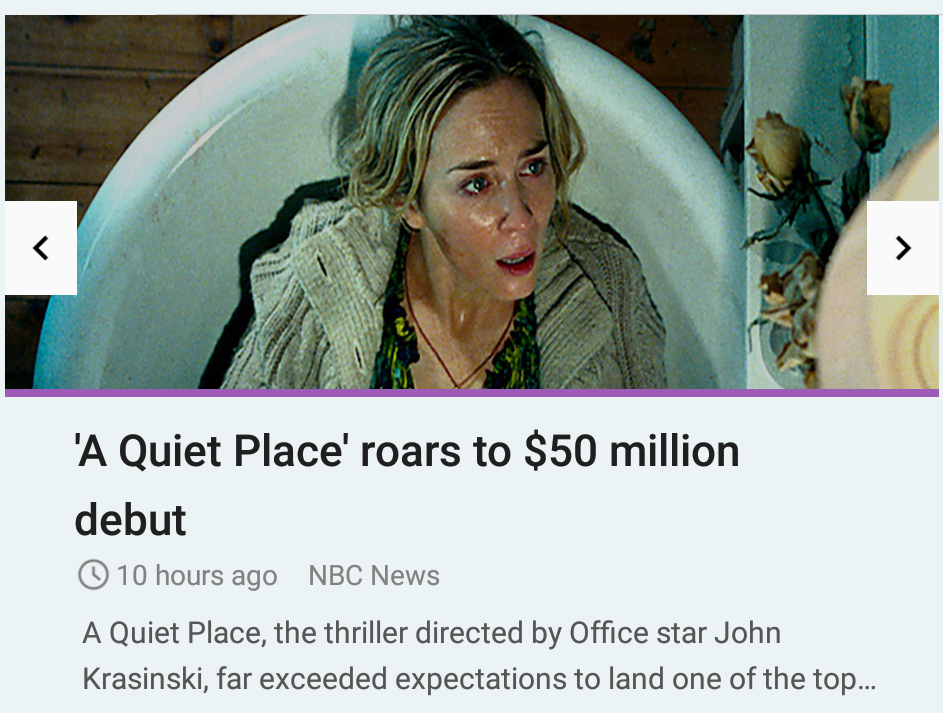 'A Quiet Place' roars to $50 million
debut
10 hours ago NBC News
A Quiet Place, the thriller directed by Office star John
Krasinski, far exceeded expectations to land one of the top...